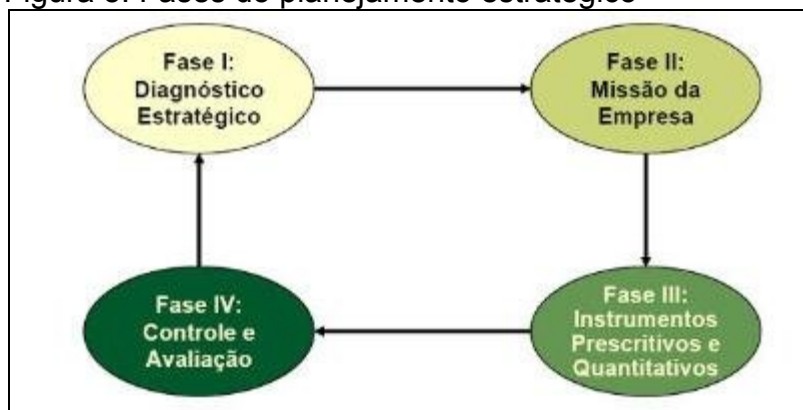 Figura Fases do planejamento estratégico
Fase I:
Diagnóstico
Estratégico
Fase II:
Missão da
Empresa
Fase III:
Instrumentos
Prescritivos e
Quantitativos
Fase IV:
Controle e
Avaliação